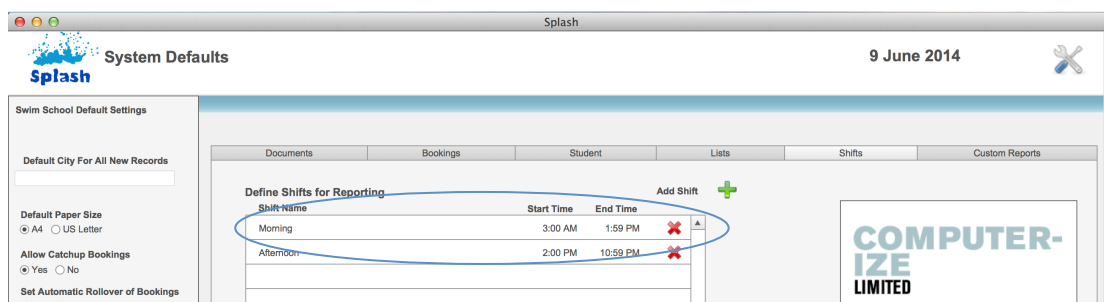 Splash
System Defaults
9 June 2014
Splash
Swim School Default Settings
Default City For All New Records
Default Paper Size
A4 US Letter
Allow Catchup Bookings
Yes No
Set Automatic Rollover of Bookings
Documents Bookings Student Lists Shifts Custom Reports
Define Shifts for Reporting Add Shift
Shift Name Start Time End Time
Morning 3:00 AM 1:59 PM
Afternoon 2:00 PM 10:59 PM
COMPUTER-
IZE
LIMITED